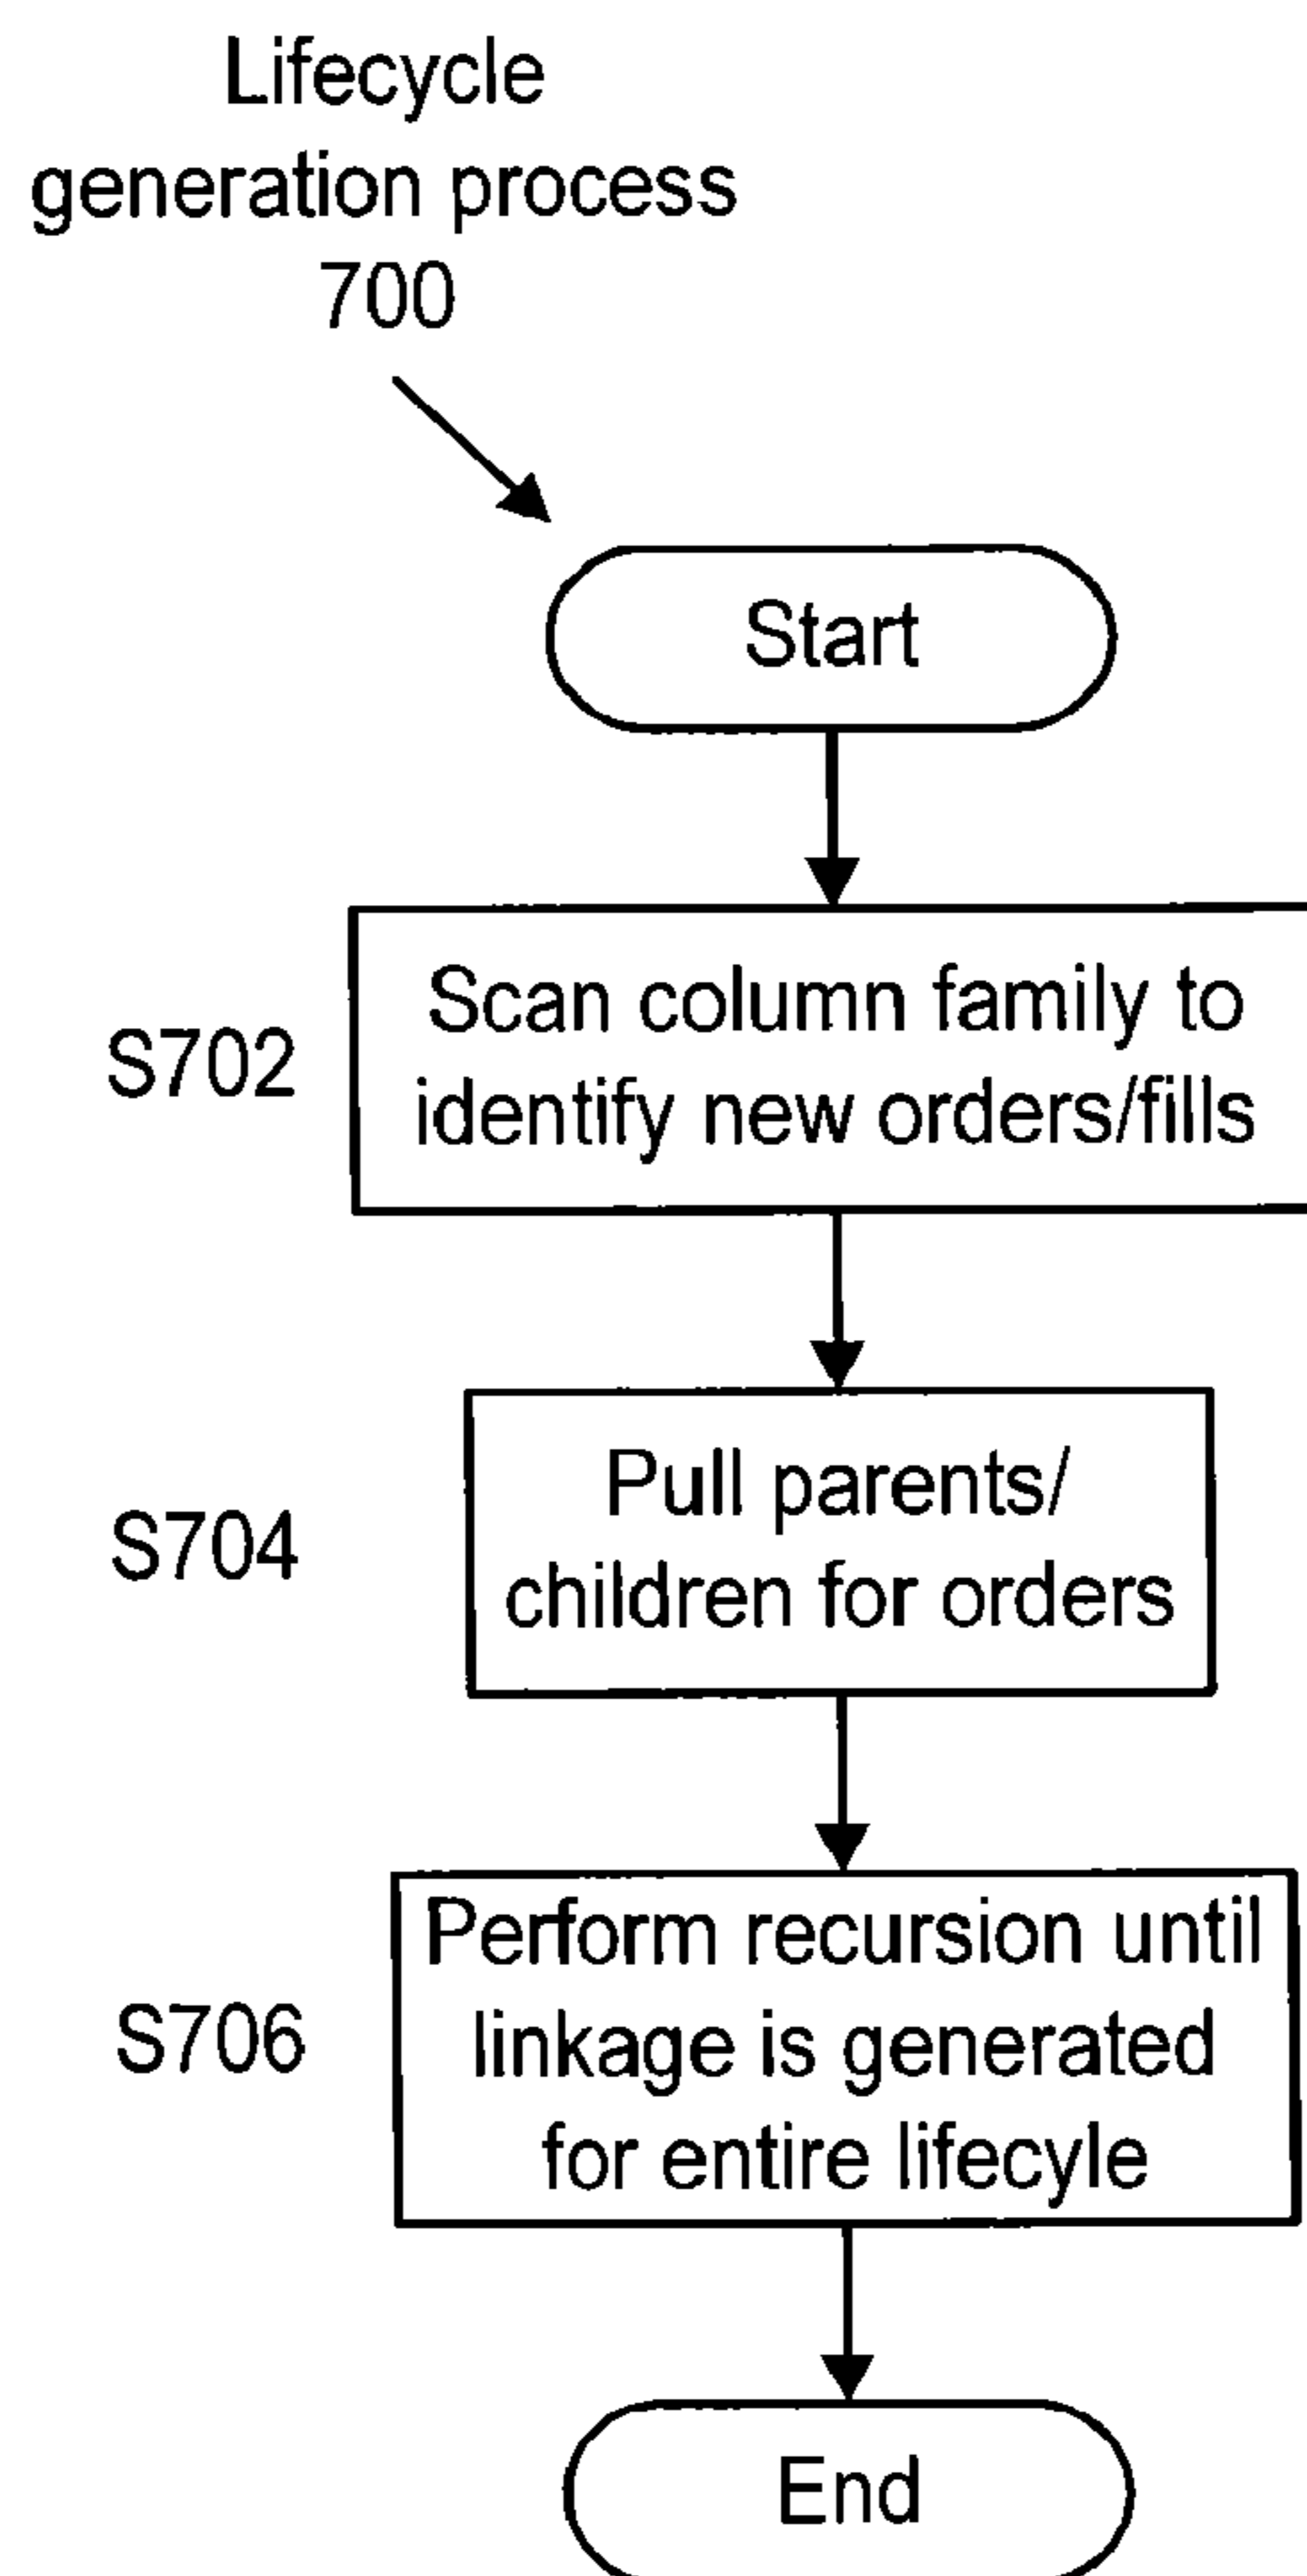 Lifecycle
generation process
700
Start
S702
Scan column family to
identify new orders/fills
S704
Pull parents/
children for orders
S706
Perform recursion until
linkage is generated
for entire lifecyle
End